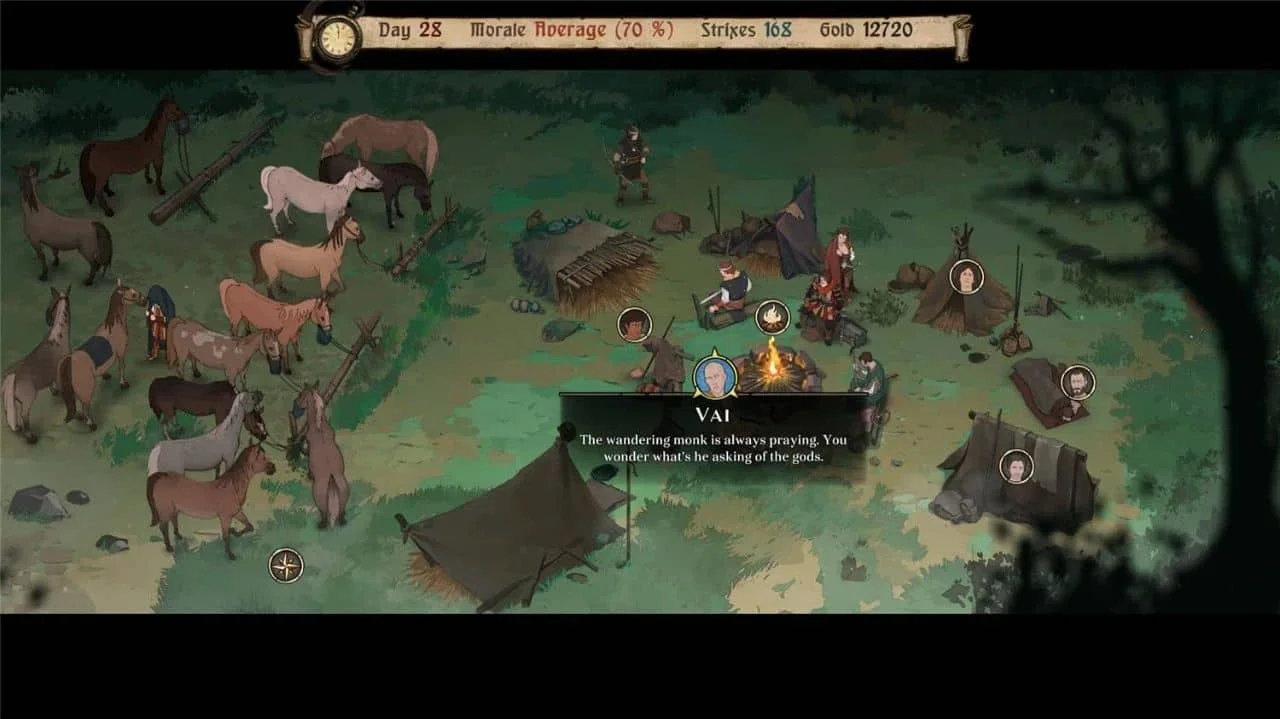 Day 28 Morale Average (70 %) Strixes 168 Gold 12720
Vai
The wandering monk is always praying. You
wonder what's he asking of the gods.